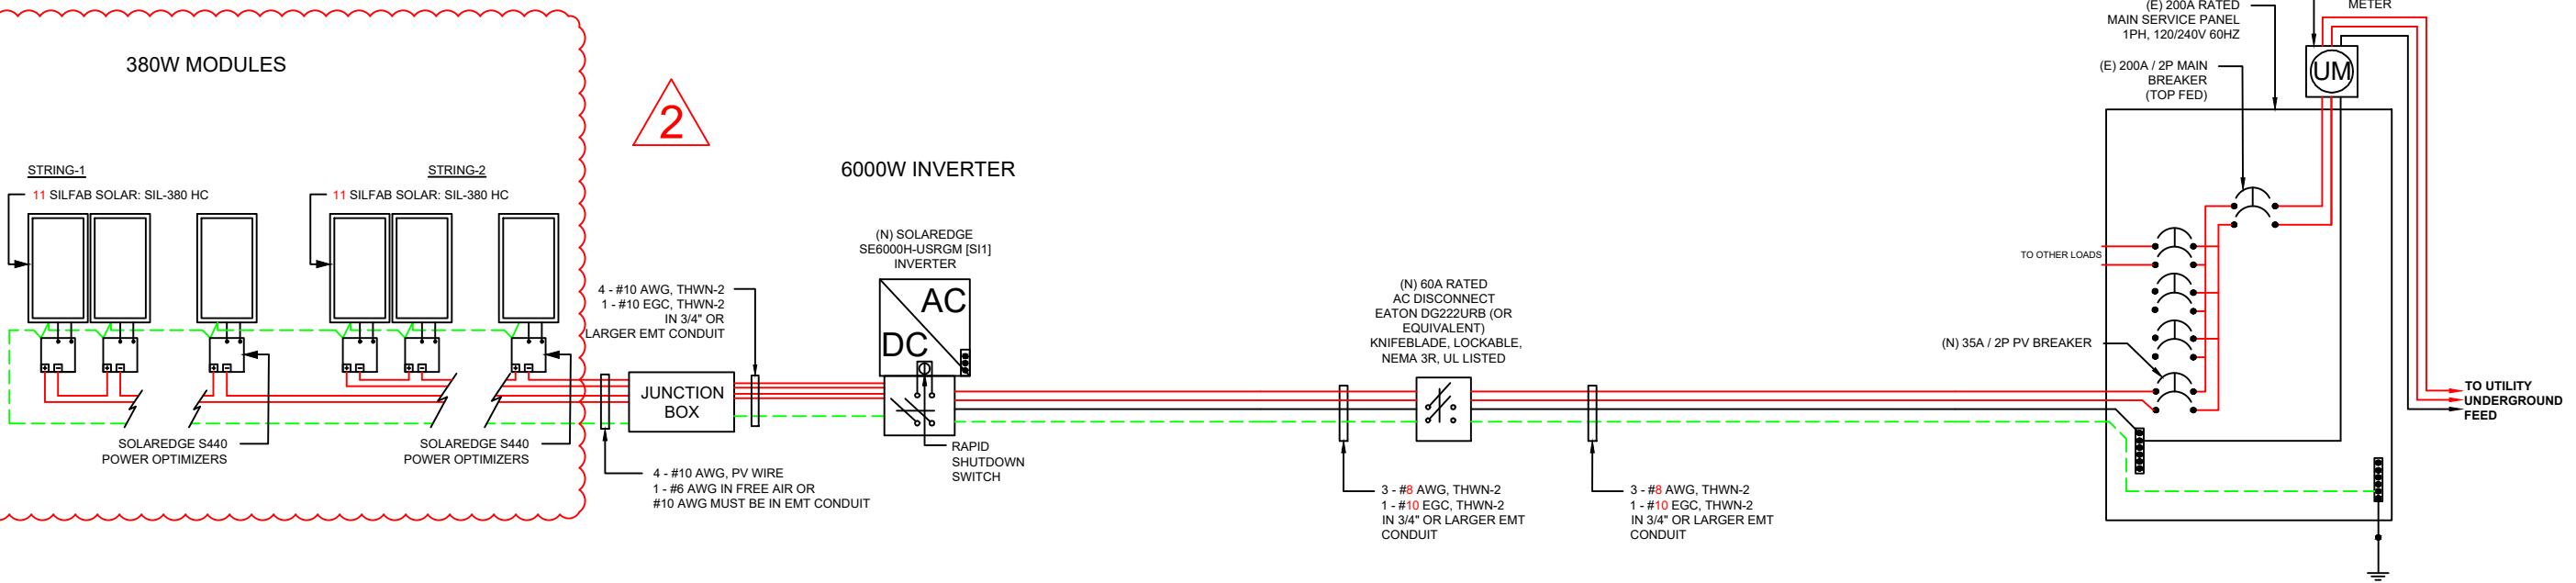 380W MODULES
STRING-1
11 SILFAB SOLAR: SIL-380 HC
STRING-2
11 SILFAB SOLAR: SIL-380 HC
SOLAREDGE S440
POWER OPTIMIZERS
SOLAREDGE S440
POWER OPTIMIZERS
2
4 - #10 AWG, THWN-2
1 - #10 EGC, THWN-2
IN 3/4" OR
LARGER EMT CONDUIT
JUNCTION
BOX
4 - #10 AWG, PV WIRE
1 - #6 AWG IN FREE AIR OR
#10 AWG MUST BE IN EMT CONDUIT
6000W INVERTER
(N) SOLAREDGE
SE6000H-USRGM [SI1]
INVERTER
AC
DC
RAPID
SHUTDOWN
SWITCH
(N) 60A RATED
AC DISCONNECT
EATON DG222URB (OR
EQUIVALENT)
KNIFEBLADE, LOCKABLE,
NEMA 3R, UL LISTED
3 - #8 AWG, THWN-2
1 - #10 EGC, THWN-2
IN 3/4" OR LARGER EMT
CONDUIT
3 - #8 AWG, THWN-2
1 - #10 EGC, THWN-2
IN 3/4" OR LARGER EMT
CONDUIT
(E) 200A RATED
MAIN SERVICE PANEL
1PH, 120/240V 60HZ
(E) 200A / 2P MAIN
BREAKER
(TOP FED)
METER
UM
TO OTHER LOADS
(N) 35A / 2P PV BREAKER
TO UTILITY
UNDERGROUND
FEED